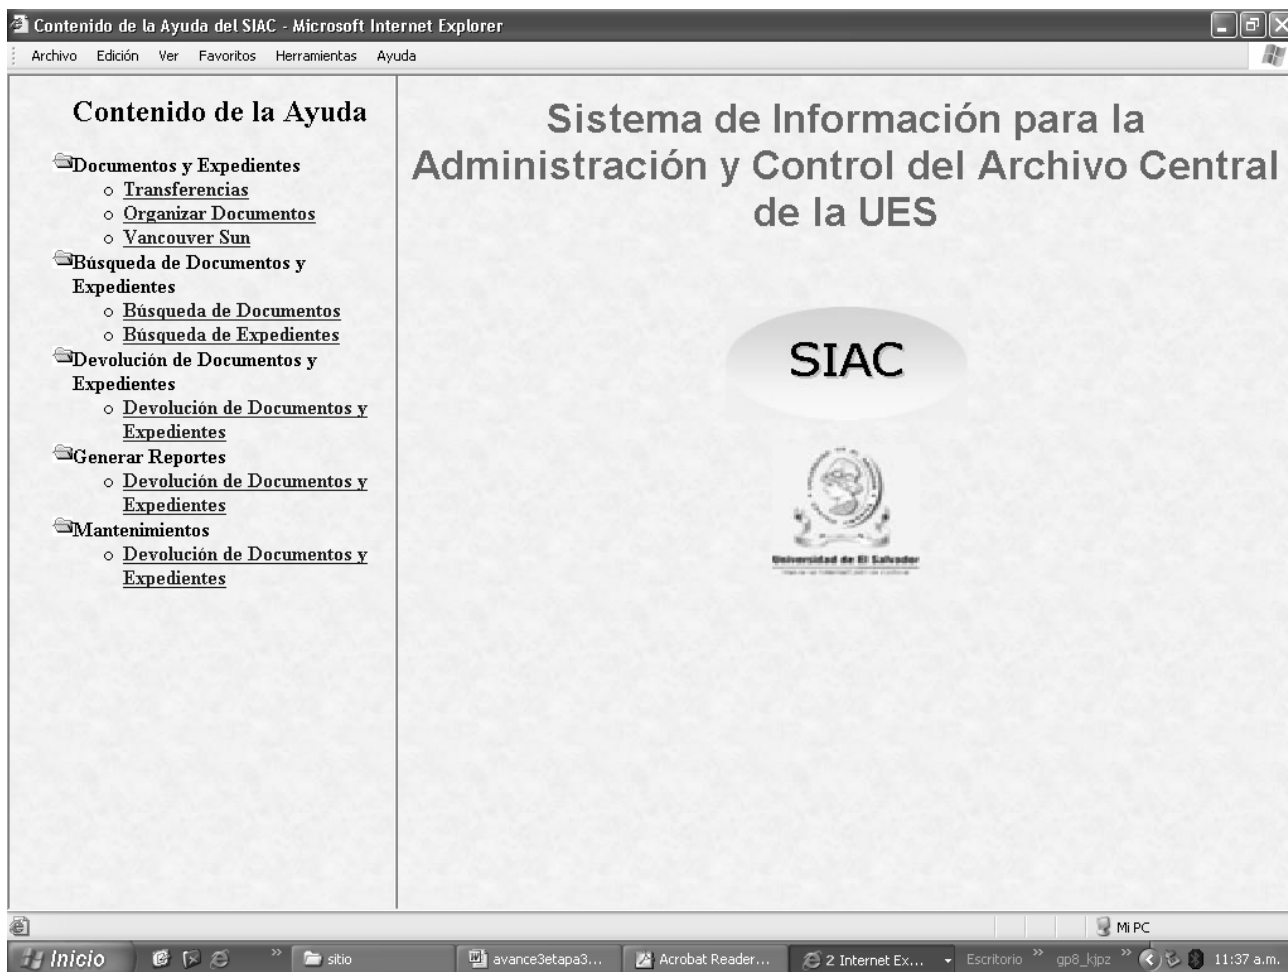 Contenido de la Ayuda del SIAC - Microsoft Internet Explorer
Archivo Edición Ver Favoritos Herramientas Ayuda
Contenido de la Ayuda
Documentos y Expedientes
Transferencias
Organizar Documentos
Vancouver Sun
Búsqueda de Documentos y
Expedientes
Búsqueda de Documentos
Búsqueda de Expedientes
Devolución de Documentos y
Expedientes
Devolución de Documentos y
Expedientes
Generar Reportes
Devolución de Documentos y
Expedientes
Mantenimientos
Devolución de Documentos y
Expedientes
Sistema de Información para la
Administración y Control del Archivo Central
de la UES
SIAC
Universidad de El Salvador
Mi PC
Inicio » sitio avance3etapa3... Acrobat Reader... 2 Internet Ex... Escritorio » gp8_kjpz » 11:37 a.m.